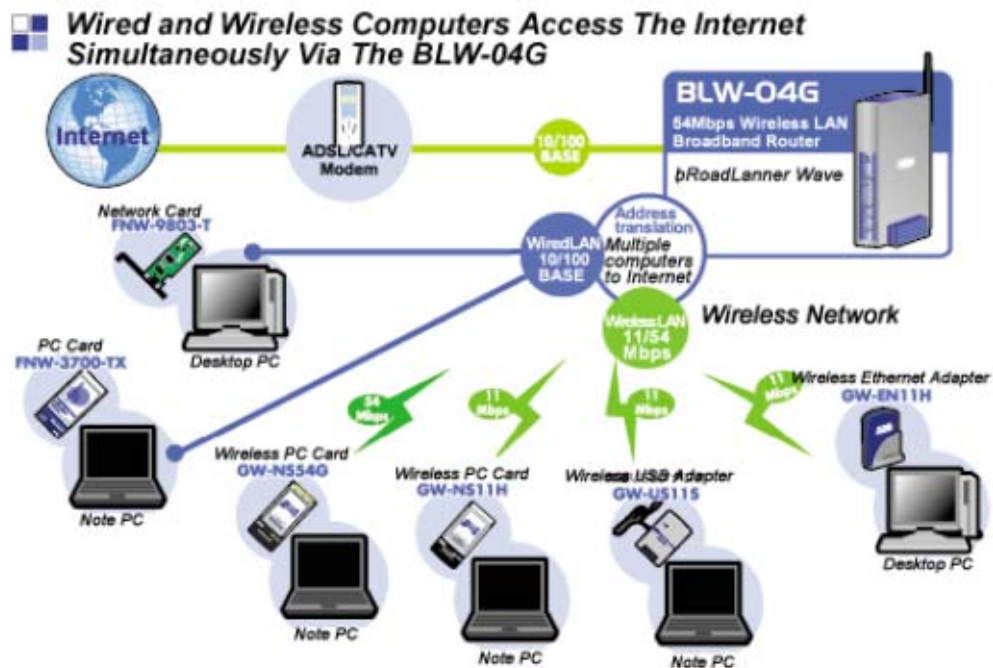 Wired and Wireless Computers Access The Internet
Simultaneously Via The BLW-04G
Internet
ADSL/CATV
Modem
10/100
BASE
BLW-04G
54Mbps Wireless LAN
Broadband Router
þRoadLanner Wave
Network Card
FNW-9803-T
Desktop PC
WiredLAN
10/100
BASE
Address
translation
Multiple
computers
to Internet
Wireless LAN
11/54
Mbps
Wireless Network
PC Card
FNW-3700-TX
Note PC
54
Mbps
11
Mbps
11
Mbps
11
Mbps
Wireless Ethernet Adapter
GW-EN11H
Desktop PC
Wireless PC Card
GW-NS54G
Note PC
Wireless PC Card
GW-NS11H
Note PC
Wireless USB Adapter
GW-US11S
Note PC